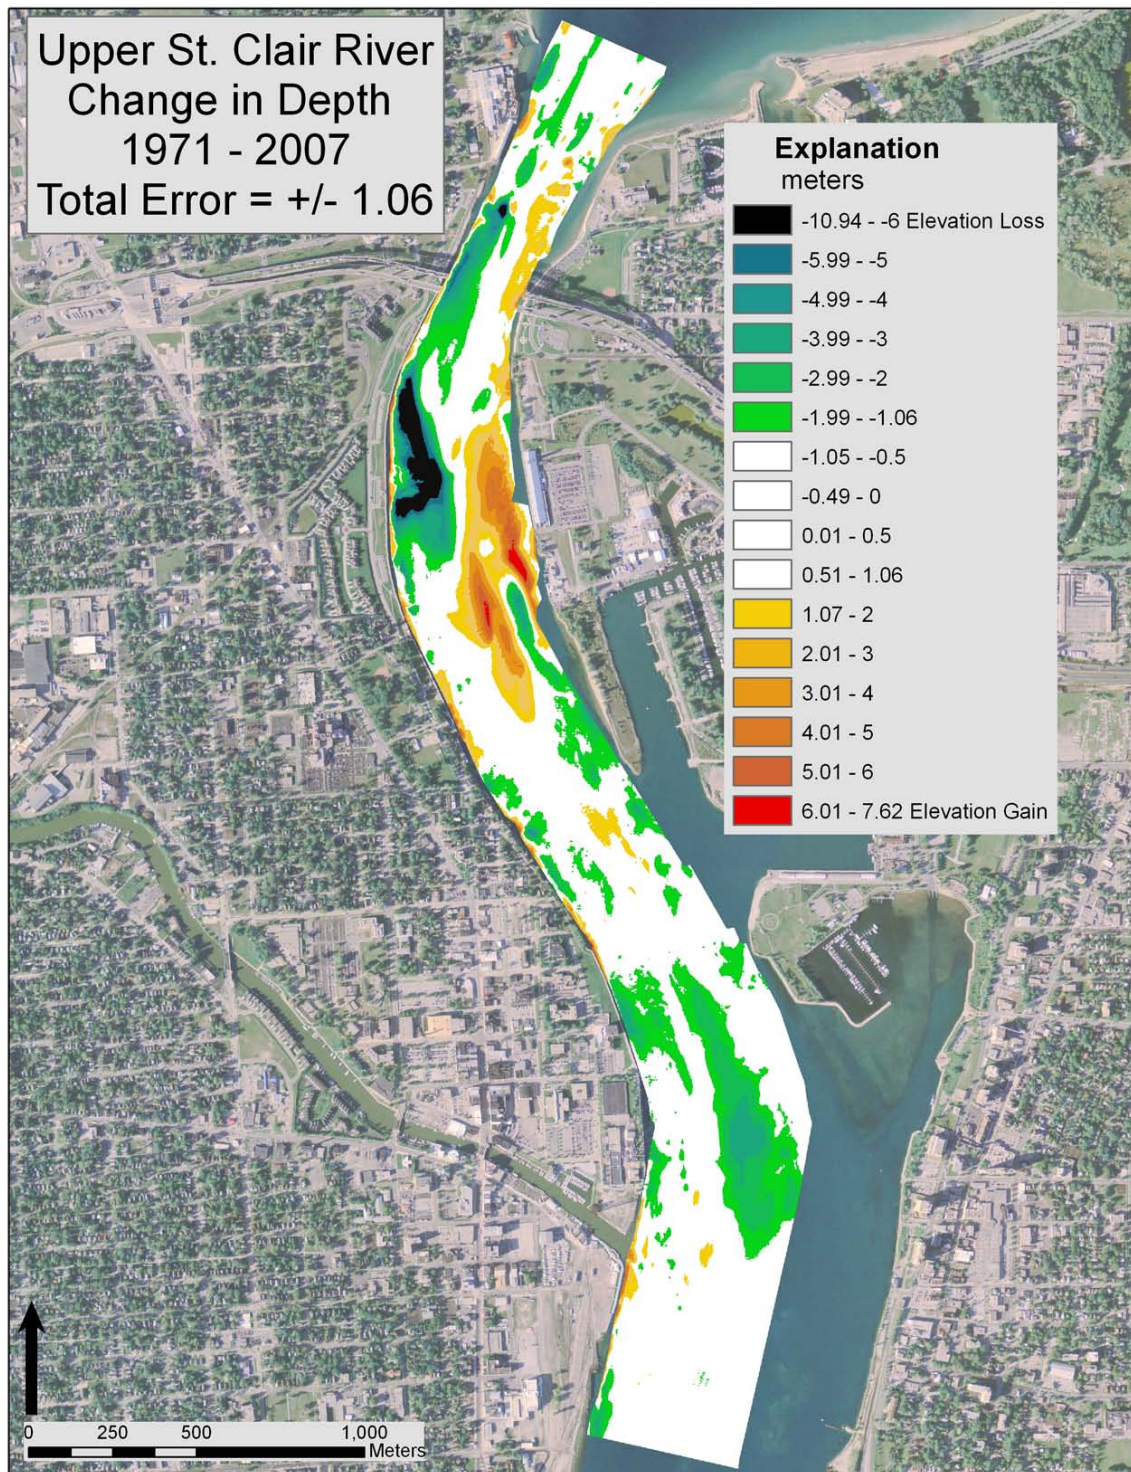 Upper St. Clair River
Change in Depth
1971 - 2007
Total Error = +/- 1.06
Explanation
meters
-10.94 - -6 Elevation Loss
-5.99 - -5
-4.99 - -4
-3.99 - -3
-2.99 - -2
-1.99 - -1.06
-1.05 - -0.5
-0.49 - 0
0.01 - 0.5
0.51 - 1.06
1.07 - 2
2.01 - 3
3.01 - 4
4.01 - 5
5.01 - 6
6.01 - 7.62 Elevation Gain
0 250 500 1,000
Meters